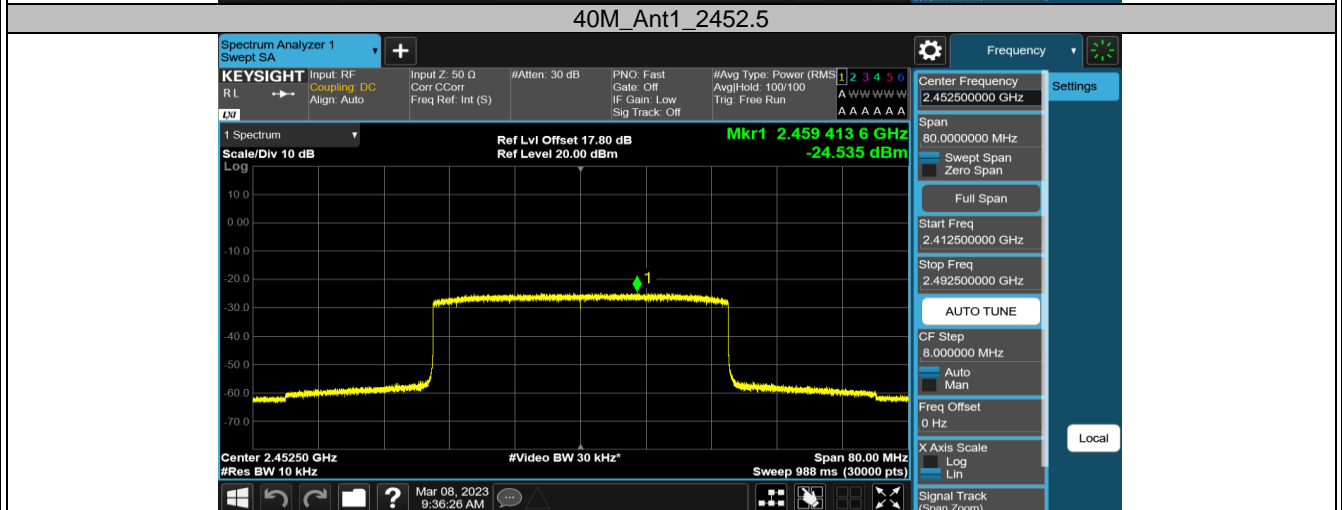 40M_Ant1_2452.5
Spectrum Analyzer 1
Swept SA
Frequency
KEYSIGHT
RL
LXI
Input: RF
Coupling: DC
Align: Auto
Input Z: 50 Ω
Corr CCorr
Freq Ref: Int (S)
#Atten: 30 dB
PNO: Fast
Gate: Off
IF Gain: Low
Sig Track: Off
#Avg Type: Power (RMS
Avg|Hold: 100/100
Trig: Free Run
1 2 3 4 5 6
A W W W W W
A A A A A A
1 Spectrum
Scale/Div 10 dB
Log
Ref Lvl Offset 17.80 dB
Ref Level 20.00 dBm
Mkr1 2.459 413 6 GHz
-24.535 dBm
10.0
0.00
-10.0
-20.0
-30.0
-40.0
-50.0
-60.0
-70.0
1
Center 2.45250 GHz
#Res BW 10 kHz
#Video BW 30 kHz*
Span 80.00 MHz
Sweep 988 ms (30000 pts)
Mar 08, 2023
9:36:26 AM
Settings
Center Frequency
2.452500000 GHz
Span
80.0000000 MHz
Swept Span
Zero Span
Full Span
Start Freq
2.412500000 GHz
Stop Freq
2.492500000 GHz
AUTO TUNE
CF Step
8.000000 MHz
Auto
Man
Freq Offset
0 Hz
X Axis Scale
Log
Lin
Signal Track
(Span Zoom)
Local